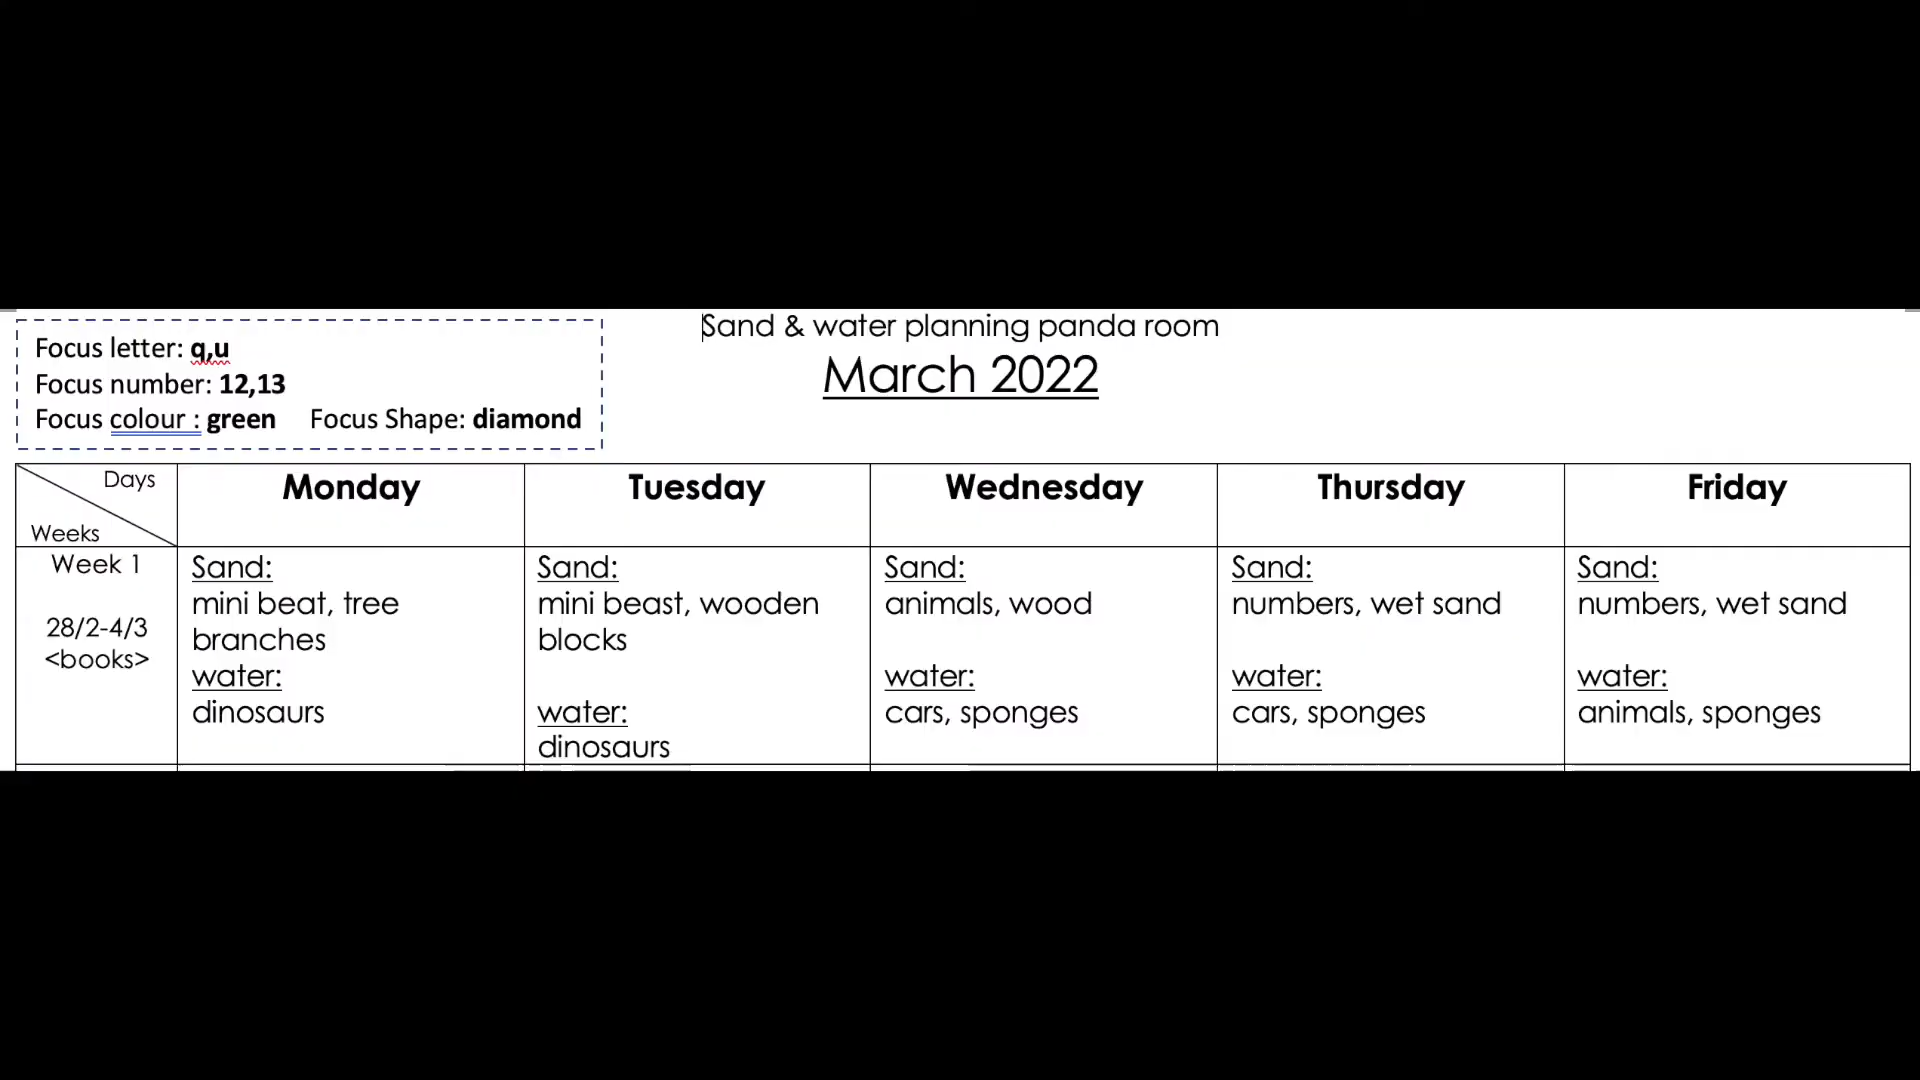 Sand & water planning panda room
March 2022
Focus letter: q,u
Focus number: 12,13
Focus colour : green Focus Shape: diamond
Days
Weeks
Monday
Tuesday
Wednesday
Thursday
Friday
Week 1
28/2-4/3
<books>
Sand:
mini beat, tree
branches
water:
dinosaurs
Sand:
mini beast, wooden
blocks
water:
dinosaurs
Sand:
animals, wood
water:
cars, sponges
Sand:
numbers, wet sand
water:
cars, sponges
Sand:
numbers, wet sand
water:
animals, sponges